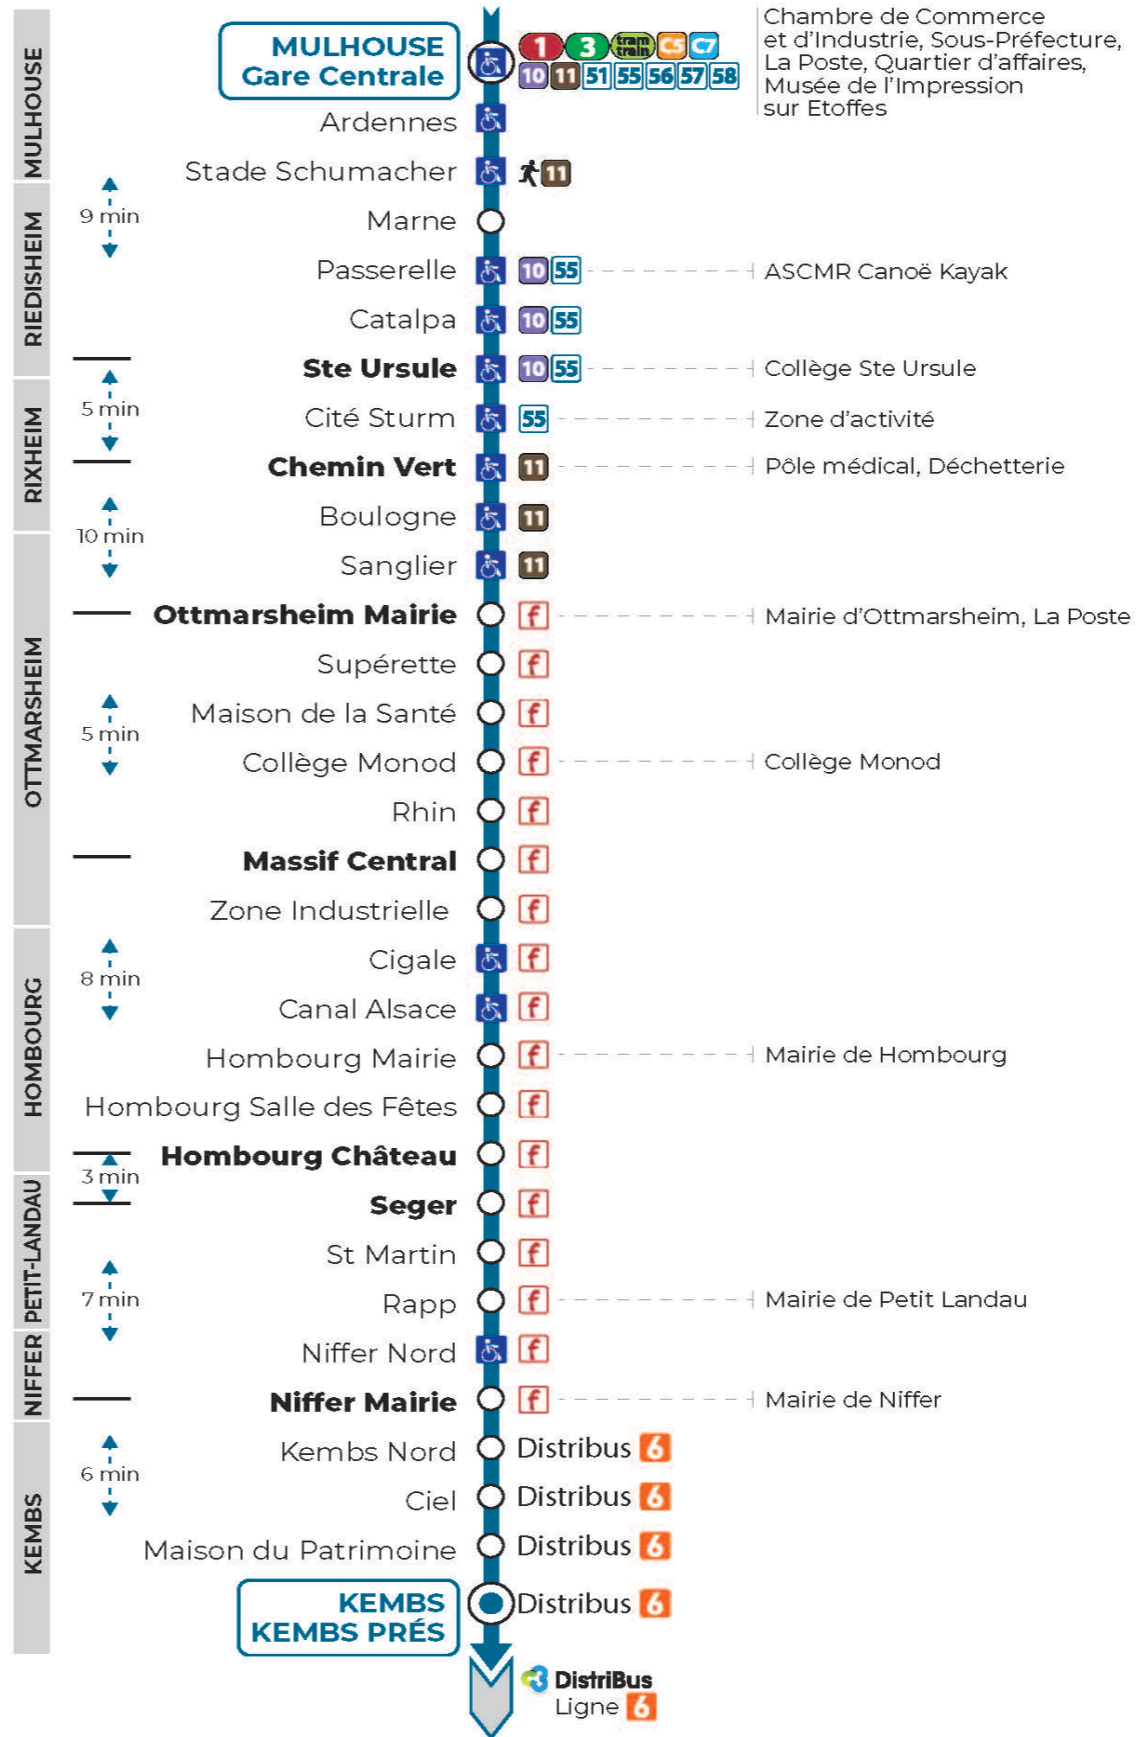 MULHOUSE
Gare Centrale
1 3 tram train C5 C7
10 11 51 55 56 57 58
Chambre de Commerce
et d'Industrie, Sous-Préfecture,
La Poste, Quartier d'affaires,
Musée de l'Impression
sur Etoffes
MULHOUSE
Ardennes
Stade Schumacher 11
RIEDISHEIM
9 min
Marne
Passerelle 10 55 ASCMR Canoë Kayak
Catalpa 10 55
Ste Ursule 10 55 Collège Ste Ursule
RIXHEIM
5 min
Cité Sturm 55 Zone d'activité
Chemin Vert 11 Pôle médical, Déchetterie
10 min
Boulogne 11
Sanglier 11
OTTMARSHEIM
Ottmarsheim Mairie f Mairie d'Ottmarsheim, La Poste
Supérette f
Maison de la Santé f
5 min
Collège Monod f Collège Monod
Rhin f
Massif Central f
Zone Industrielle f
HOMBOURG
8 min
Cigale f
Canal Alsace f
Hombourg Mairie f Mairie de Hombourg
Hombourg Salle des Fêtes f
Hombourg Château f
3 min
PETIT-LANDAU
Seger f
St Martin f
7 min
Rapp f Mairie de Petit Landau
NIFFER
Niffer Nord f
Niffer Mairie f Mairie de Niffer
KEMBS
6 min
Kembs Nord Distribus 6
Ciel Distribus 6
Maison du Patrimoine Distribus 6
KEMBS
KEMBS PRÉS
Distribus 6
DistriBus
Ligne 6